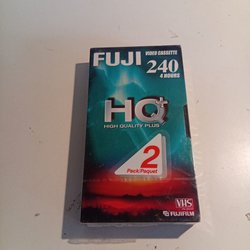 FUJI
VIDEO CASSETTE
240
4 HOURS
HQ+
HIGH QUALITY PLUS
2
Pack/Paquet
VHS
FUJIFILM